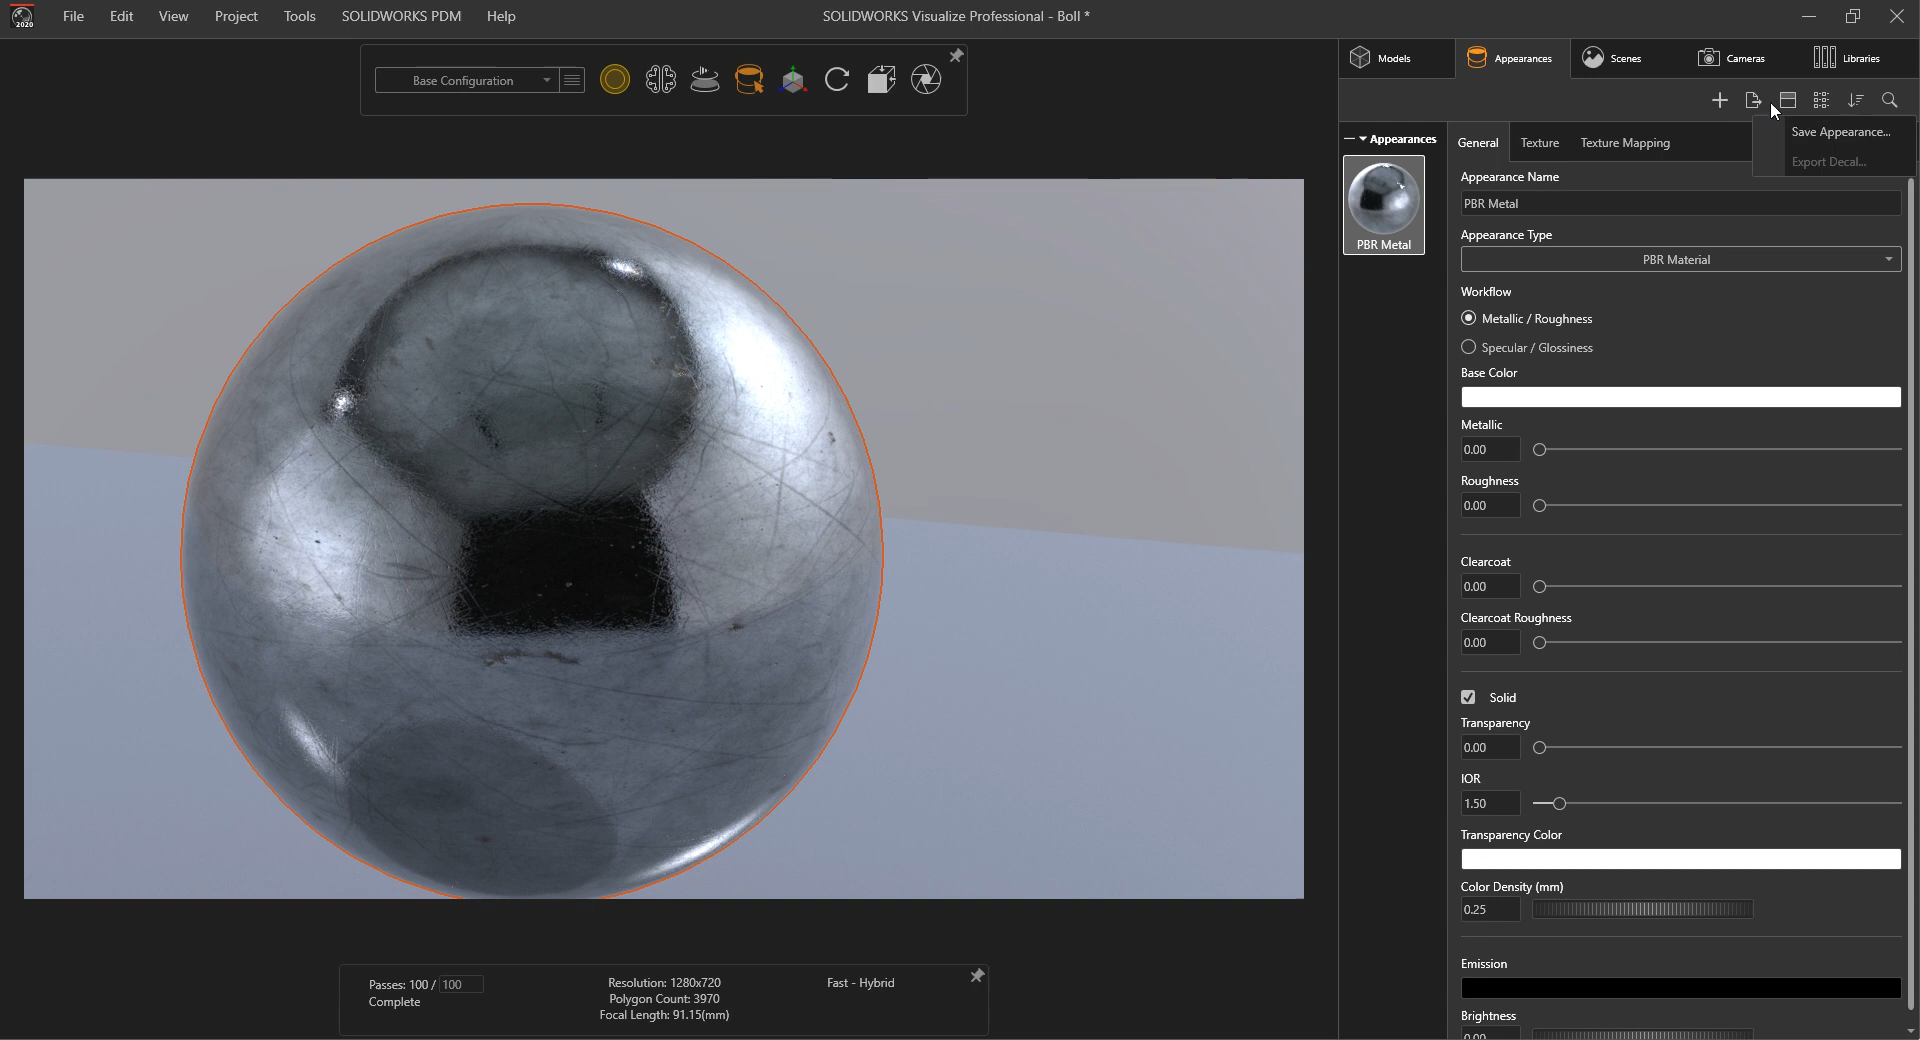 2020
File Edit View Project Tools SOLIDWORKS PDM Help
SOLIDWORKS Visualize Professional - Boll *
Base Configuration
Models Appearances Scenes Cameras Libraries
Save Appearance...
Export Decal...
Appearances
PBR Metal
General Texture Texture Mapping
Appearance Name
PBR Metal
Appearance Type
PBR Material
Workflow
Metallic / Roughness
Specular / Glossiness
Base Color
Metallic
0.00
Roughness
0.00
Clearcoat
0.00
Clearcoat Roughness
0.00
Solid
Transparency
0.00
IOR
1.50
Transparency Color
Color Density (mm)
0.25
Emission
Brightness
0.00
Passes: 100 / 100
Complete
Resolution: 1280x720
Polygon Count: 3970
Focal Length: 91.15(mm)
Fast - Hybrid